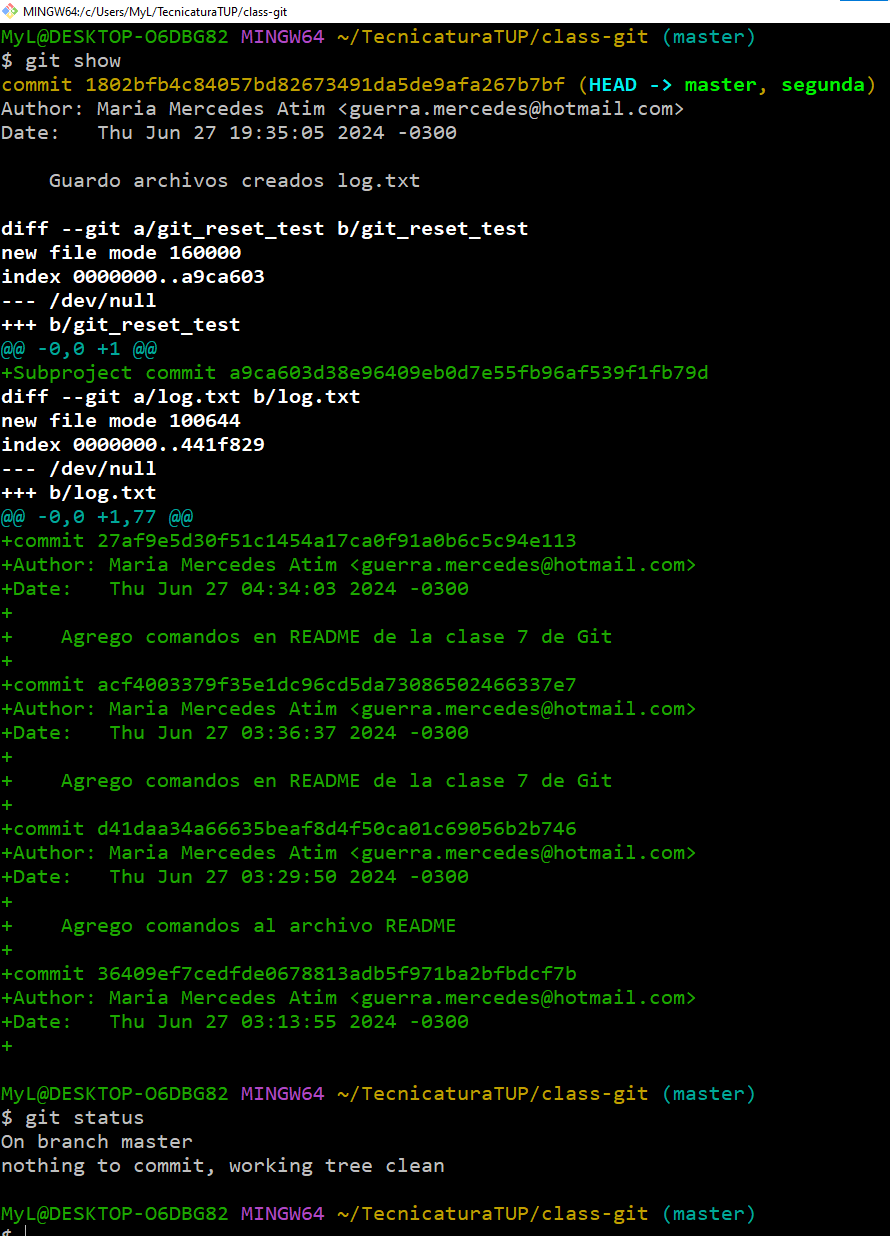 MINGW64:/c/Users/MyL/TecnicaturaTUP/class-git
MyL@DESKTOP-O6DBG82 MINGW64 ~/TecnicaturaTUP/class-git (master)
$ git show
commit 1802bfb4c84057bd82673491da5de9afa267b7bf (HEAD -> master, segunda)
Author: Maria Mercedes Atim <guerra.mercedes@hotmail.com>
Date:   Thu Jun 27 19:35:05 2024 -0300
    Guardo archivos creados log.txt
diff --git a/git_reset_test b/git_reset_test
new file mode 160000
index 0000000..a9ca603
--- /dev/null
+++ b/git_reset_test
@@ -0,0 +1 @@
+Subproject commit a9ca603d38e96409eb0d7e55fb96af539f1fb79d
diff --git a/log.txt b/log.txt
new file mode 100644
index 0000000..441f829
--- /dev/null
+++ b/log.txt
@@ -0,0 +1,77 @@
+commit 27af9e5d30f51c1454a17ca0f91a0b6c5c94e113
+Author: Maria Mercedes Atim <guerra.mercedes@hotmail.com>
+Date:   Thu Jun 27 04:34:03 2024 -0300
+
+    Agrego comandos en README de la clase 7 de Git
+
+commit acf4003379f35e1dc96cd5da73086502466337e7
+Author: Maria Mercedes Atim <guerra.mercedes@hotmail.com>
+Date:   Thu Jun 27 03:36:37 2024 -0300
+
+    Agrego comandos en README de la clase 7 de Git
+
+commit d41daa34a66635beaf8d4f50ca01c69056b2b746
+Author: Maria Mercedes Atim <guerra.mercedes@hotmail.com>
+Date:   Thu Jun 27 03:29:50 2024 -0300
+
+    Agrego comandos al archivo README
+
+commit 36409ef7cedfde0678813adb5f971ba2bfbdcf7b
+Author: Maria Mercedes Atim <guerra.mercedes@hotmail.com>
+Date:   Thu Jun 27 03:13:55 2024 -0300
+
MyL@DESKTOP-O6DBG82 MINGW64 ~/TecnicaturaTUP/class-git (master)
$ git status
On branch master
nothing to commit, working tree clean
MyL@DESKTOP-O6DBG82 MINGW64 ~/TecnicaturaTUP/class-git (master)
$